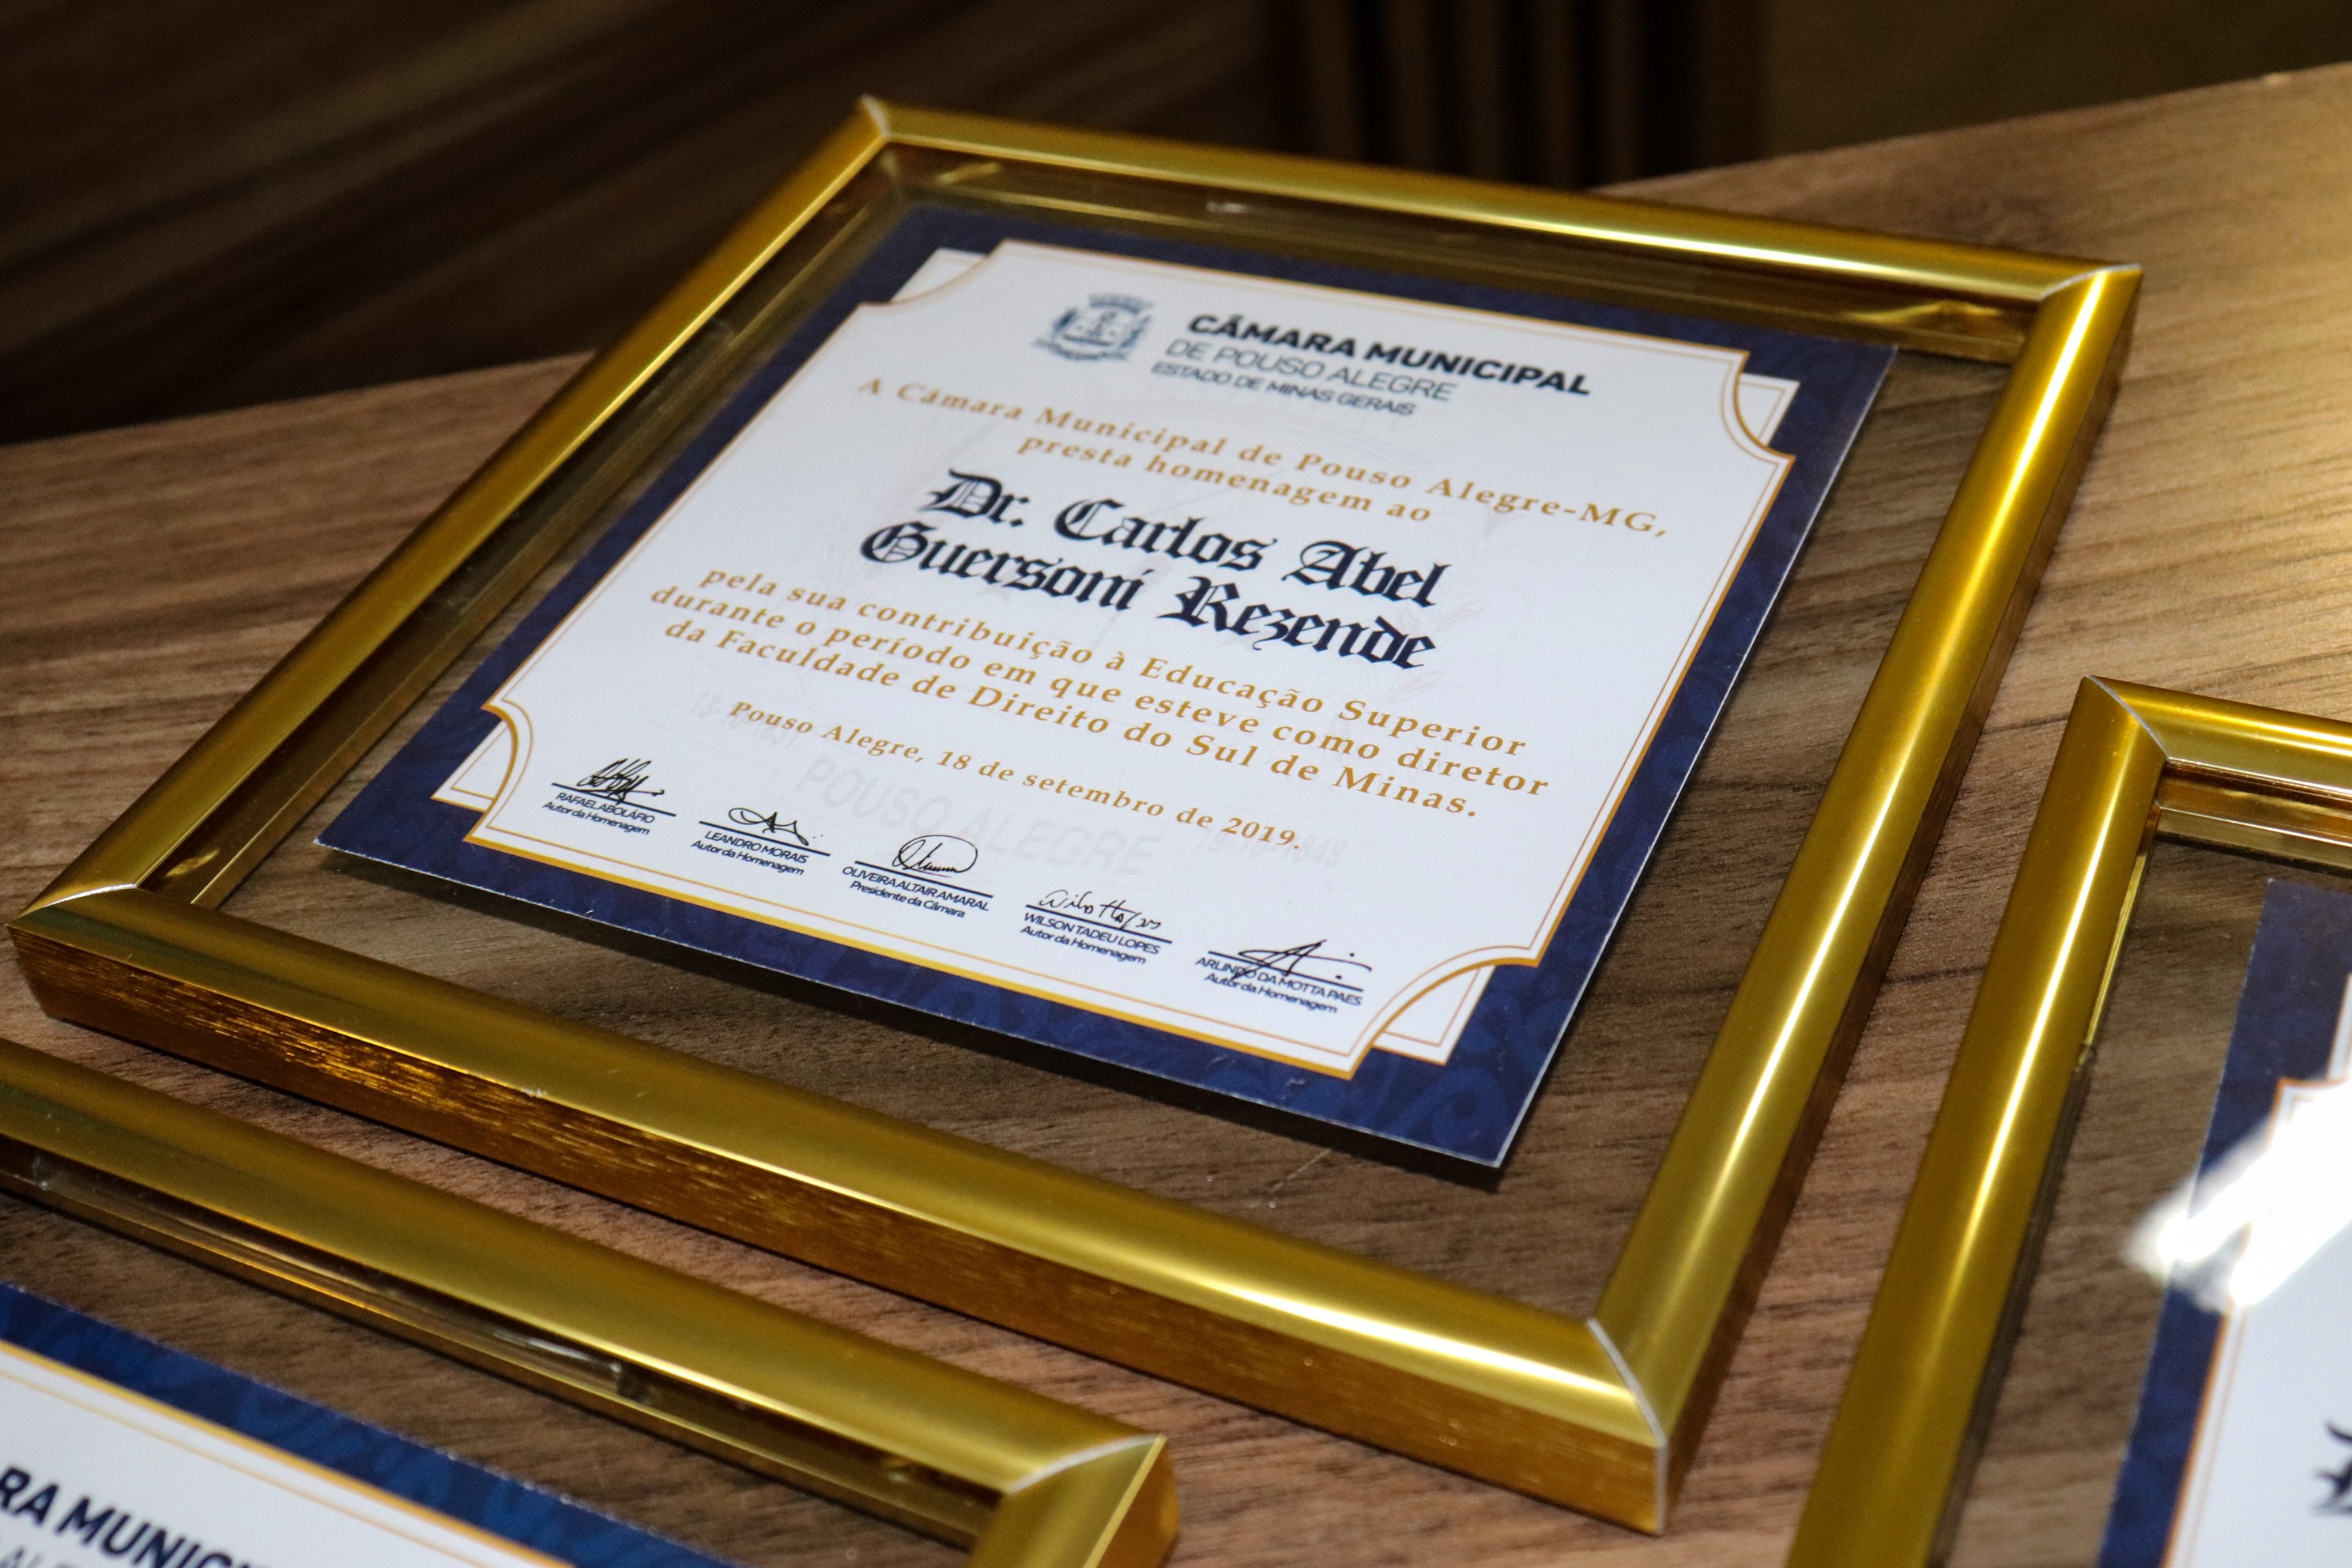 CÂMARA MUNICIPAL
DE POUSO ALEGRE
ESTADO DE MINAS GERAIS
A Câmara Municipal de Pouso Alegre-MG,
presta homenagem ao
Dr. Carlos Abel
Guersoni Rezende
pela sua contribuição à Educação Superior
durante o período em que esteve como diretor
da Faculdade de Direito do Sul de Minas.
Pouso Alegre, 18 de setembro de 2019.
POUSO ALEGRE
RAFAEL ABOLÁFIO
Autor da Homenagem
LEANDRO MORAIS
Autor da Homenagem
OLIVEIRA ALTAIR AMARAL
Presidente da Câmara
WILSON TADEU LOPES
Autor da Homenagem
ARLINDO DA MOTTA PAES
Autor da Homenagem
RA MUNICI